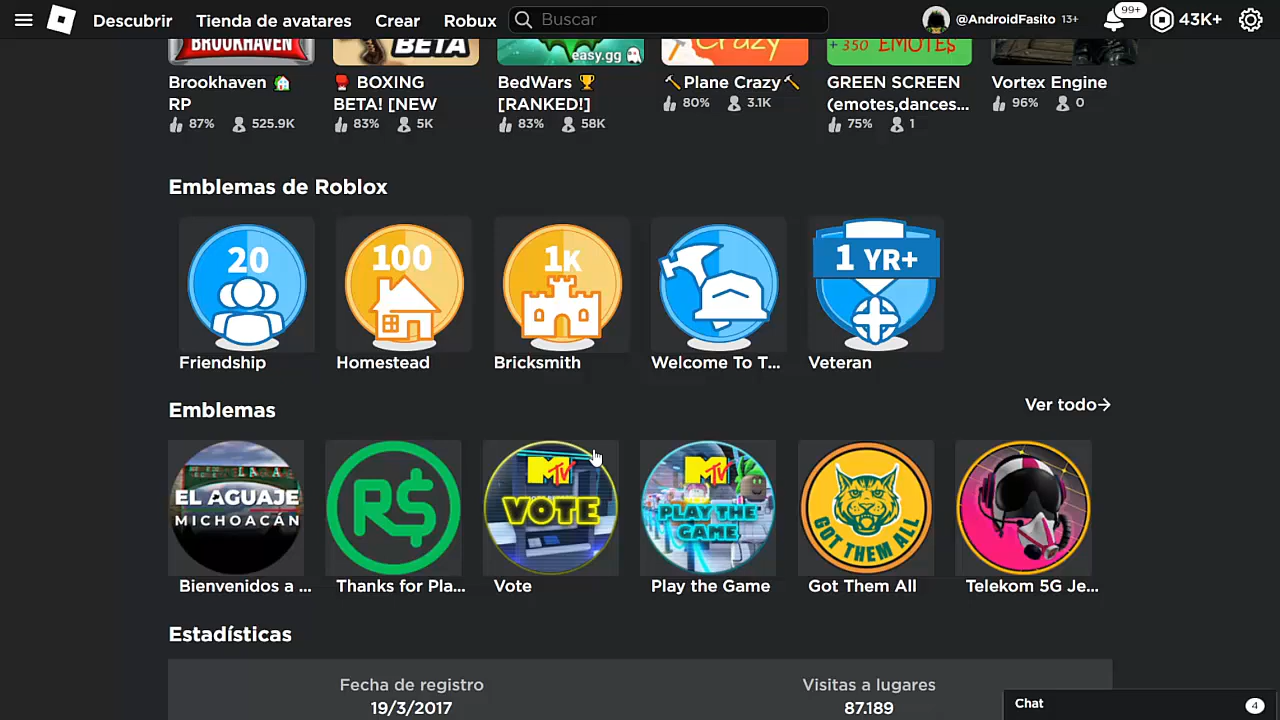 Descubrir Tienda de avatares Crear Robux Buscar @AndroidFasito 13+ 99+ 43K+
BROOKHAVEN BETA easy.gg Crazy + 350 EMOTES
Brookhaven 🏠 RP
87% 525.9K
🥊 BOXING BETA! [NEW
83% 5K
BedWars 🏆 [RANKED!]
83% 58K
🔨Plane Crazy🔨
80% 3.1K
GREEN SCREEN (emotes,dances...
75% 1
Vortex Engine
96% 0
Emblemas de Roblox
20 100 1K 1 YR+
Friendship Homestead Bricksmith Welcome To T... Veteran
Emblemas Ver todo→
EL AGUAJE
MICHOACÁN
R$
MTV
VOTE
MTV
PLAY THE
GAME
GOT THEM ALL
Bienvenidos a ... Thanks for Pla... Vote Play the Game Got Them All Telekom 5G Je...
Estadísticas
Fecha de registro Visitas a lugares
19/3/2017 87.189
Chat 4